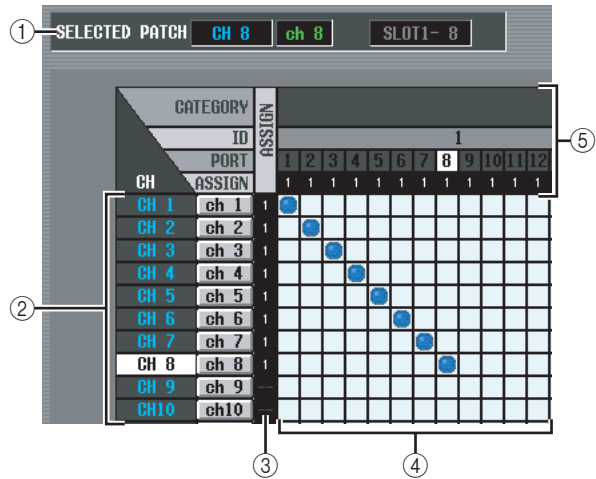 ① SELECTED PATCH CH 8 ch 8 SLOT1- 8
CATEGORY
ASSIGN
ID 1
⑤
PORT 1 2 3 4 5 6 7 8 9 10 11 12
CH ASSIGN 1 1 1 1 1 1 1 1 1 1 1 1
CH 1 ch 1 1
CH 2 ch 2 1
CH 3 ch 3 1
CH 4 ch 4 1
② CH 5 ch 5 1
CH 6 ch 6 1
CH 7 ch 7 1
CH 8 ch 8 1
CH 9 ch 9 --
CH10 ch10 --
③ ④